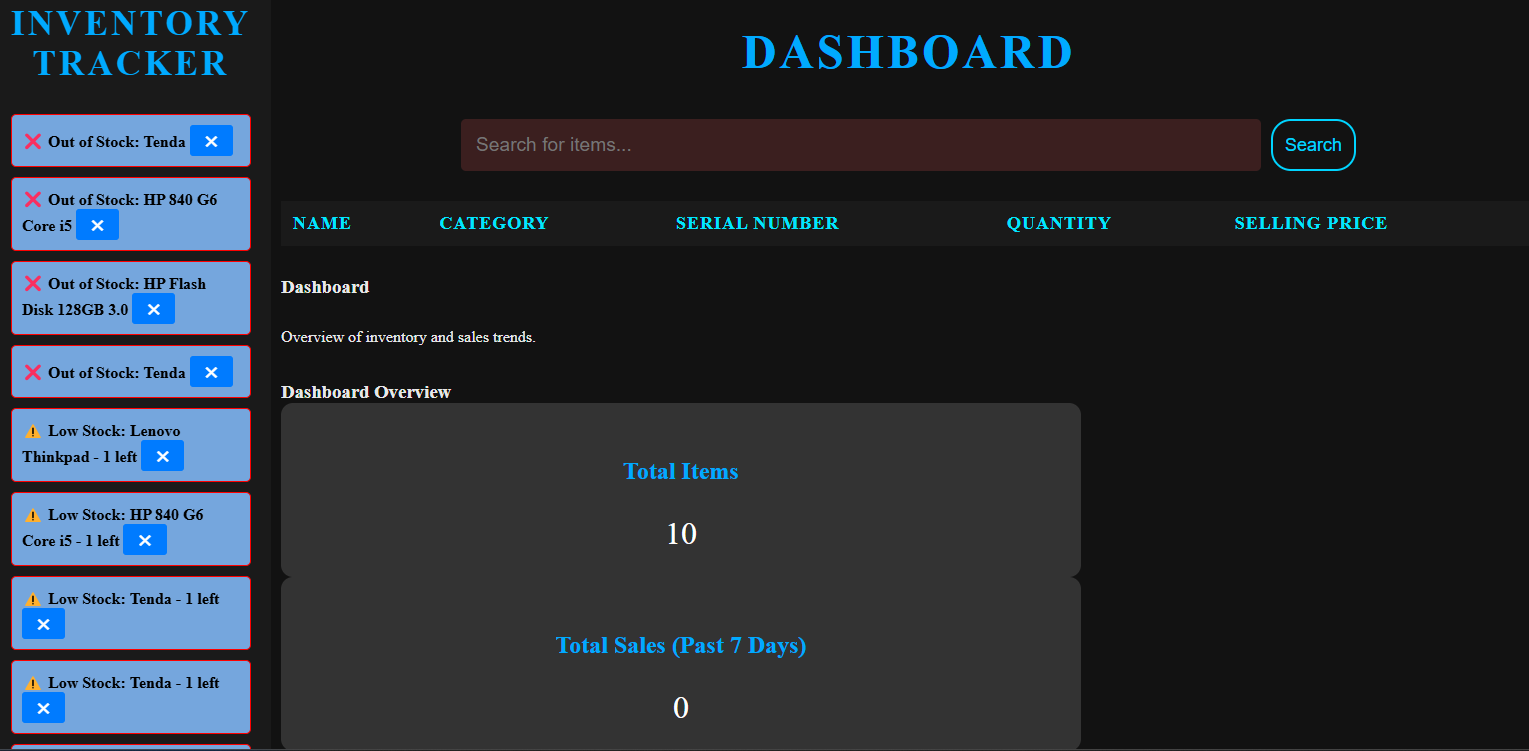 INVENTORY
TRACKER
❌ Out of Stock: Tenda ✕
❌ Out of Stock: HP 840 G6
Core i5 ✕
❌ Out of Stock: HP Flash
Disk 128GB 3.0 ✕
❌ Out of Stock: Tenda ✕
⚠️ Low Stock: Lenovo
Thinkpad - 1 left ✕
⚠️ Low Stock: HP 840 G6
Core i5 - 1 left ✕
⚠️ Low Stock: Tenda - 1 left
✕
⚠️ Low Stock: Tenda - 1 left
✕
DASHBOARD
Search for items...
Search
NAME CATEGORY SERIAL NUMBER QUANTITY SELLING PRICE
Dashboard
Overview of inventory and sales trends.
Dashboard Overview
Total Items
10
Total Sales (Past 7 Days)
0